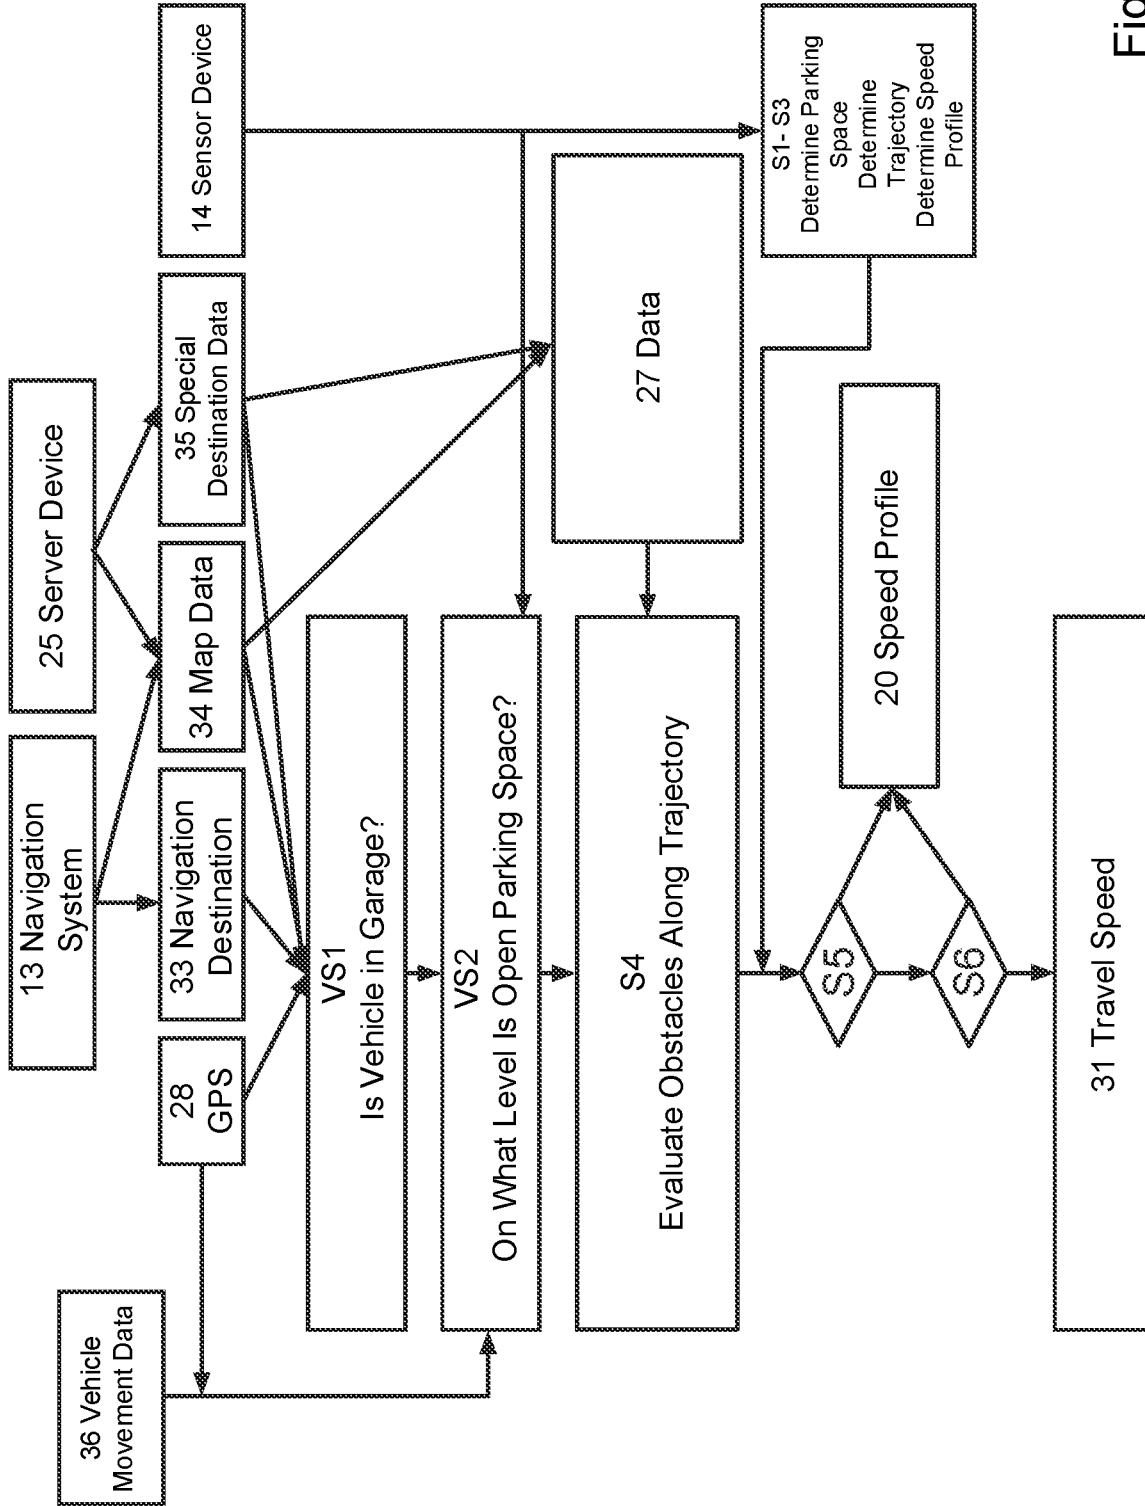 13 Navigation
System
25 Server Device
36 Vehicle
Movement Data
28
GPS
33 Navigation
Destination
34 Map Data
35 Special
Destination Data
14 Sensor Device
VS1
Is Vehicle in Garage?
VS2
On What Level Is Open Parking Space?
S4
Evaluate Obstacles Along Trajectory
27 Data
S1- S3
Determine Parking
Space
Determine
Trajectory
Determine Speed
Profile
S5
20 Speed Profile
S6
31 Travel Speed
Fig